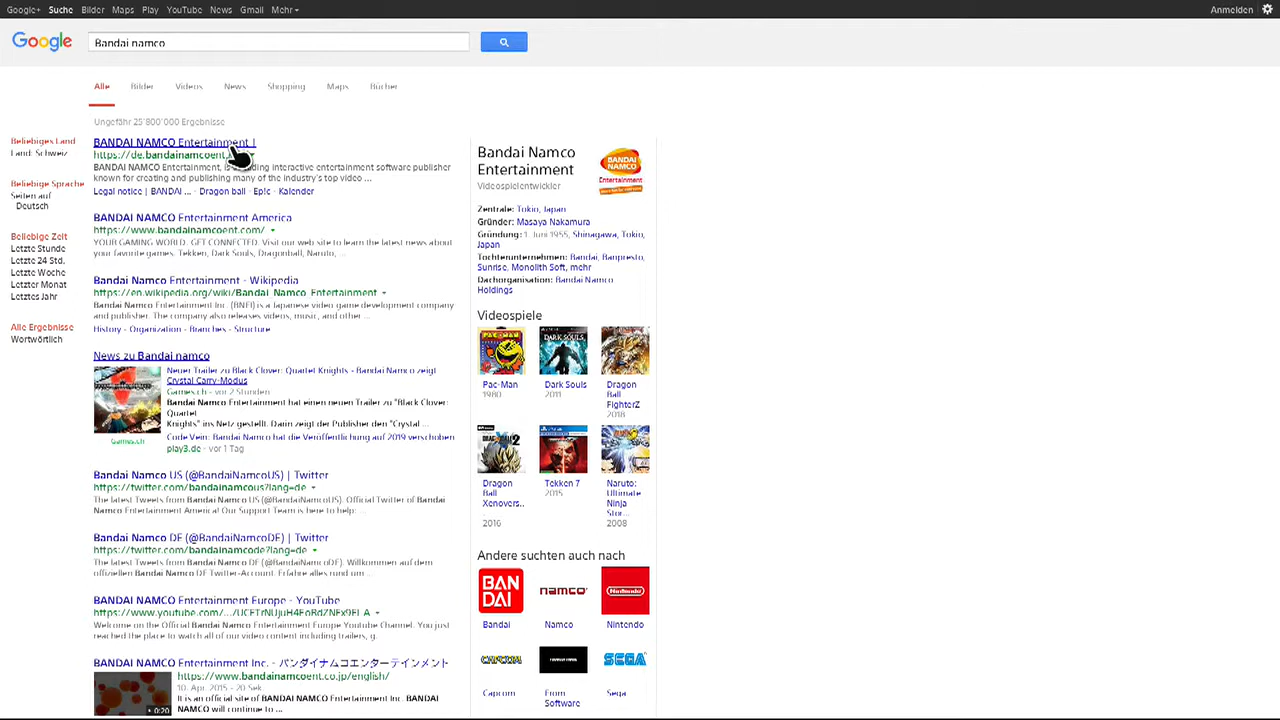 Google+ Suche Bilder Maps Play YouTube News Gmail Mehr
Anmelden
Google
Bandai namco
Alle Bilder Videos News Shopping Maps Bücher
Ungefähr 25'800'000 Ergebnisse
Beliebiges Land
Land: Schweiz
Beliebige Sprache
Seiten auf
Deutsch
Beliebige Zeit
Letzte Stunde
Letzte 24 Std.
Letzte Woche
Letzter Monat
Letztes Jahr
Alle Ergebnisse
Wortwörtlich
BANDAI NAMCO Entertainment |
https://de.bandainamcoent.
BANDAI NAMCO Entertainment, is interactive entertainment software publisher
known for creating and publishing many of the industry's top video ...
Legal notice | BANDAI ... - Dragon ball - Epic - Kalender
BANDAI NAMCO Entertainment America
https://www.bandainamcoent.com/
YOUR GAMING WORLD. GET CONNECTED. Visit our web site to learn the latest news about
your favorite games. Tekken, Dark Souls, Dragonball, Naruto, ...
Bandai Namco Entertainment - Wikipedia
https://en.wikipedia.org/wiki/Bandai_Namco_Entertainment
Bandai Namco Entertainment Inc. (BNEI) is a Japanese video game development company
and publisher. The company also releases videos, music, and other ...
History - Organization - Branches - Structure
News zu Bandai namco
Neuer Trailer zu Black Clover: Quartet Knights - Bandai Namco zeigt
Crystal Carry-Modus
Games.ch - vor 2 Stunden
Bandai Namco Entertainment hat einen neuen Trailer zu "Black Clover:
Quartet
Knights" ins Netz gestellt. Darin zeigt der Publisher den "Crystal ...
Games.ch
Code Vein: Bandai Namco hat die Veröffentlichung auf 2019 verschoben
play3.de - vor 1 Tag
Bandai Namco US (@BandaiNamcoUS) | Twitter
https://twitter.com/bandainamcous?lang=de
The latest Tweets from Bandai Namco US (@BandaiNamcoUS). Official Twitter of Bandai
Namco Entertainment America! Our Support Team is here to help: ...
Bandai Namco DE (@BandaiNamcoDE) | Twitter
https://twitter.com/bandainamcode?lang=de
The latest Tweets from Bandai Namco DE (@BandaiNamcoDE). Willkommen auf dem
offiziellen Bandai Namco DE Twitter-Account. Erfahre alles rund um ...
BANDAI NAMCO Entertainment Europe - YouTube
https://www.youtube.com/.../
Welcome on the Official Bandai Namco Entertainment Europe Youtube Channel. You just
reached the place to watch all of our video content including trailers, g.
BANDAI NAMCO Entertainment Inc. - バンダイナムコエンターテインメント
https://www.bandainamcoent.co.jp/english/
10. Apr. 2015 - 20 Sek.
It is an official site of BANDAI NAMCO Entertainment Inc. BANDAI
NAMCO will continue to ...
0:20
Bandai Namco
Entertainment
Videospielentwickler
BANDAI
NAMCO
Entertainment
Zentrale: Tokio, Japan
Gründer: Masaya Nakamura
Gründung: 1. Juni 1955, Shinagawa, Tokio,
Japan
Tochterunternehmen: Bandai, Banpresto,
Sunrise, Monolith Soft, mehr
Dachorganisation: Bandai Namco
Holdings
Videospiele
PAC-MAN
DARK SOULS
Pac-Man
1980
Dark Souls
2011
Dragon
Ball
FighterZ
2018
Dragon
Ball
Xenovers..
2016
Tekken 7
2015
Naruto:
Ultimate
Ninja
Stor...
2008
Andere suchten auch nach
BAN
DAI
namco
Nintendo
Bandai
Namco
Nintendo
CAPCOM
SEGA
Capcom
From
Software
Sega